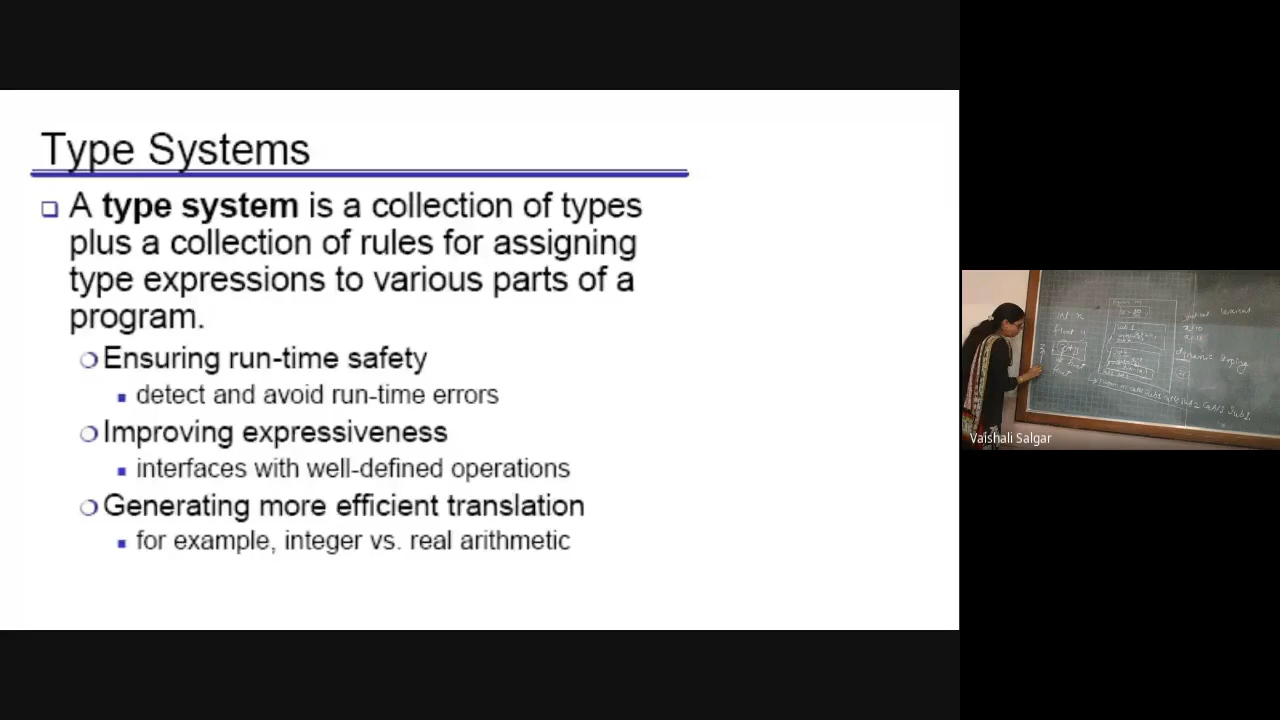 Type Systems
A type system is a collection of types
plus a collection of rules for assigning
type expressions to various parts of a
program.
Ensuring run-time safety
detect and avoid run-time errors
Improving expressiveness
interfaces with well-defined operations
Generating more efficient translation
for example, integer vs. real arithmetic
int x
float y
Vaishali Salgar